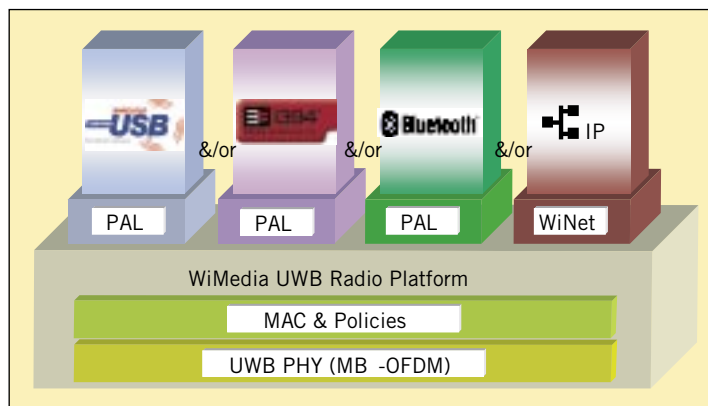 USB
&/or
1394
&/or
Bluetooth
&/or
IP
PAL
PAL
PAL
WiNet
WiMedia UWB Radio Platform
MAC & Policies
UWB PHY (MB -OFDM)